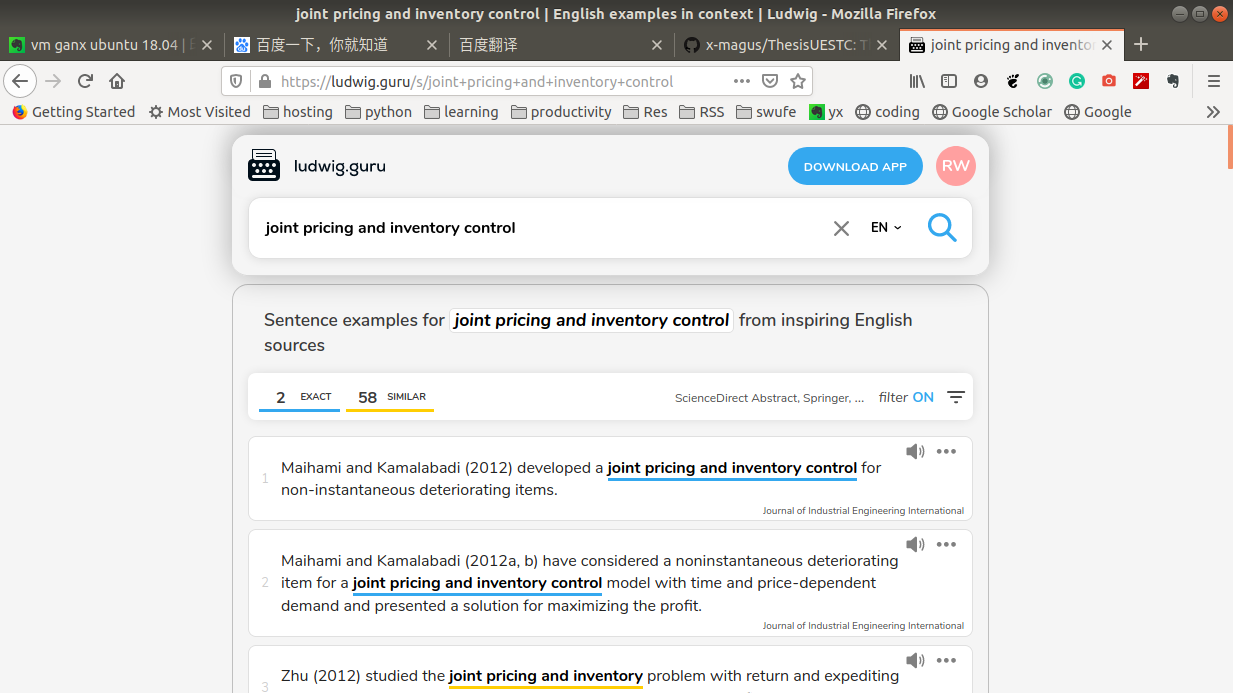 joint pricing and inventory control | English examples in context | Ludwig - Mozilla Firefox
vm ganx ubuntu 18.04 |
百度一下，你就知道
百度翻译
x-magus/ThesisUESTC:
joint pricing and invento
https://ludwig.guru/s/joint+pricing+and+inventory+control
Getting Started Most Visited hosting python learning productivity Res RSS swufe yx coding Google Scholar Google
ludwig.guru
DOWNLOAD APP
RW
joint pricing and inventory control
EN
Sentence examples for joint pricing and inventory control from inspiring English
sources
2 EXACT 58 SIMILAR
ScienceDirect Abstract, Springer, ... filter ON
1
Maihami and Kamalabadi (2012) developed a joint pricing and inventory control for
non-instantaneous deteriorating items.
Journal of Industrial Engineering International
2
Maihami and Kamalabadi (2012a, b) have considered a noninstantaneous deteriorating
item for a joint pricing and inventory control model with time and price-dependent
demand and presented a solution for maximizing the profit.
Journal of Industrial Engineering International
3
Zhu (2012) studied the joint pricing and inventory problem with return and expediting